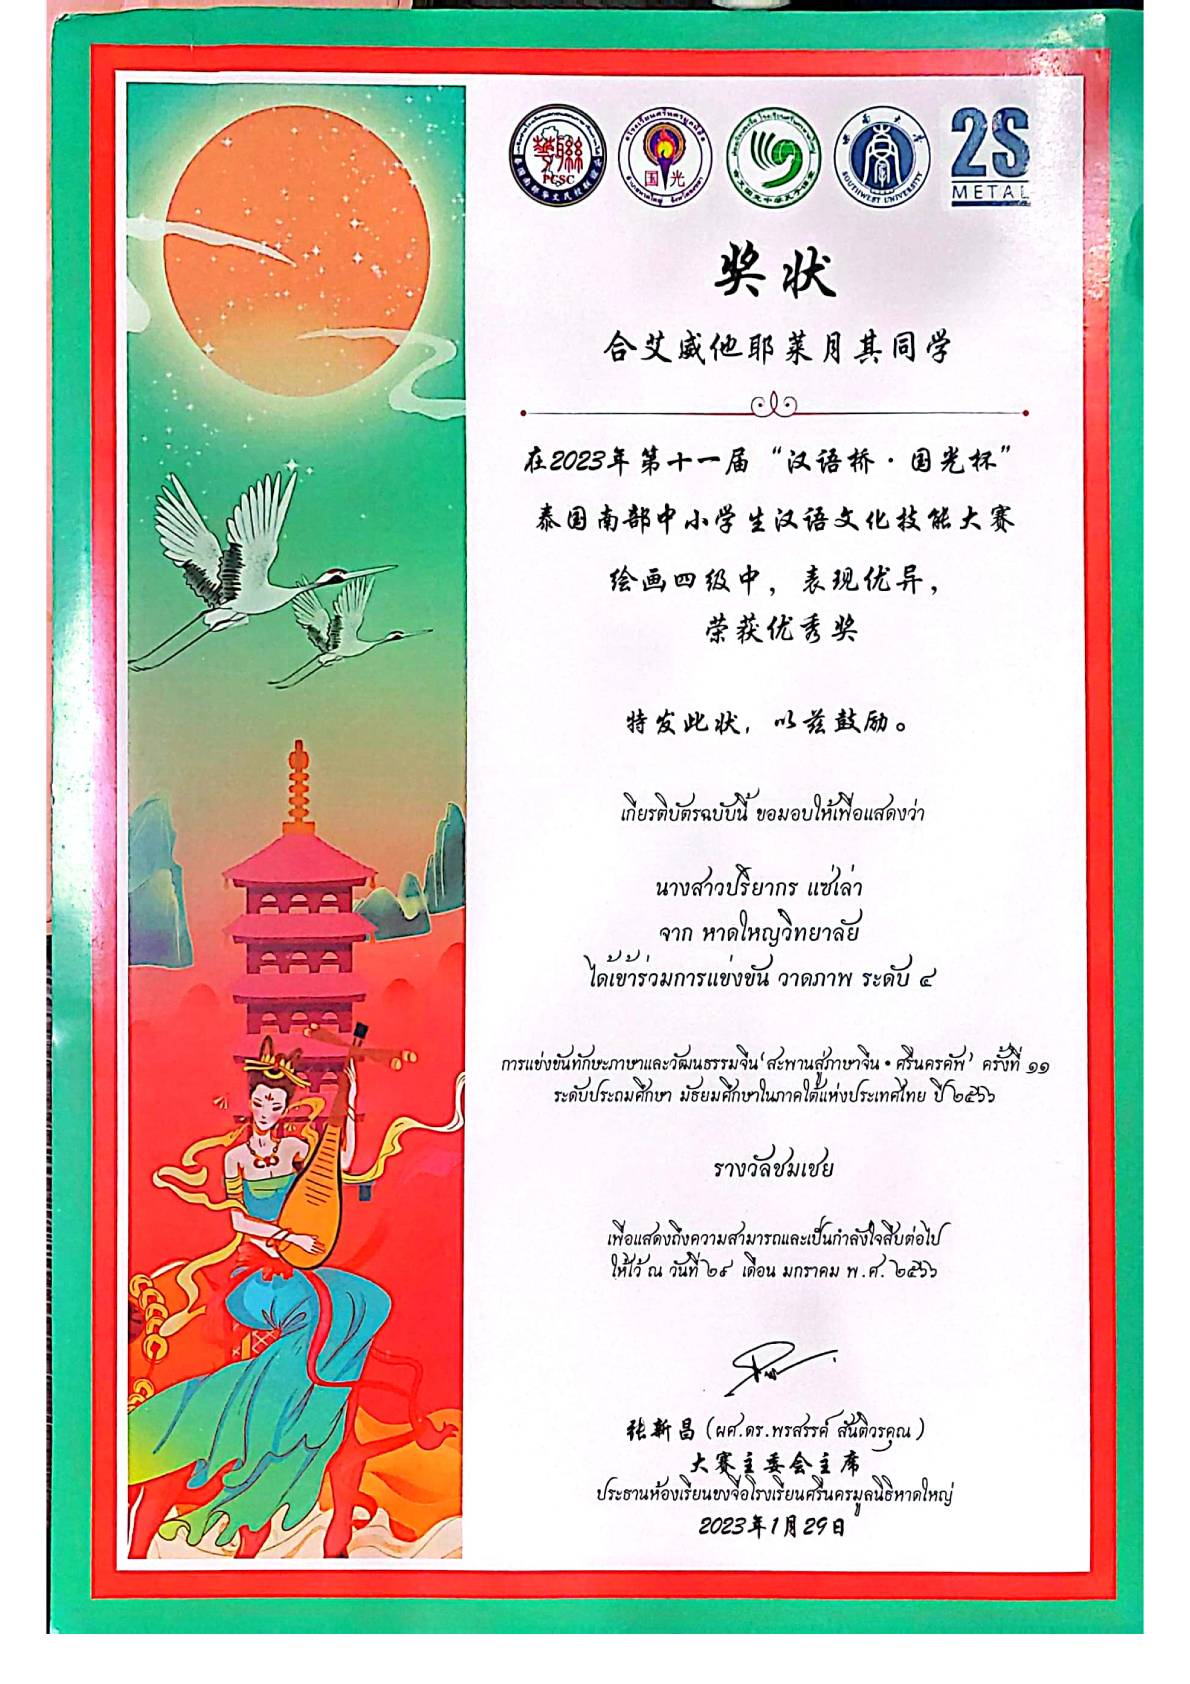 華聯
PCSC
国光
SOUTHWEST UNIVERSITY
2S
METAL
奖状
合艾威他耶莱月其同学
在2023年第十一届“汉语桥·国光杯”
泰国南部中小学生汉语文化技能大赛
绘画四级中，表现优异，
荣获优秀奖
特发此状，以兹鼓励。
เกียรติบัตรฉบับนี้ ขอมอบให้เพื่อแสดงว่า
นางสาวปริยากร แซ่เล่า
จาก หาดใหญ่วิทยาลัย
ได้เข้าร่วมการแข่งขัน วาดภาพ ระดับ ๔
การแข่งขันทักษะภาษาและวัฒนธรรมจีน‘สะพานสู่ภาษาจีน • ศรีนครคัพ’ ครั้งที่ ๑๑
ระดับประถมศึกษา มัธยมศึกษาในภาคใต้แห่งประเทศไทย ปี ๒๕๖๖
รางวัลชมเชย
เพื่อแสดงถึงความสามารถและเป็นกำลังใจสืบต่อไป
ให้ไว้ ณ วันที่ ๒๙ เดือน มกราคม พ.ศ. ๒๕๖๖
张新昌 (ผศ.ดร.พรสรรค์ สันติวรคุณ)
大赛主委会主席
ประธานห้องเรียนขงจื่อโรงเรียนศรีนครมูลนิธิหาดใหญ่
2023年1月29日